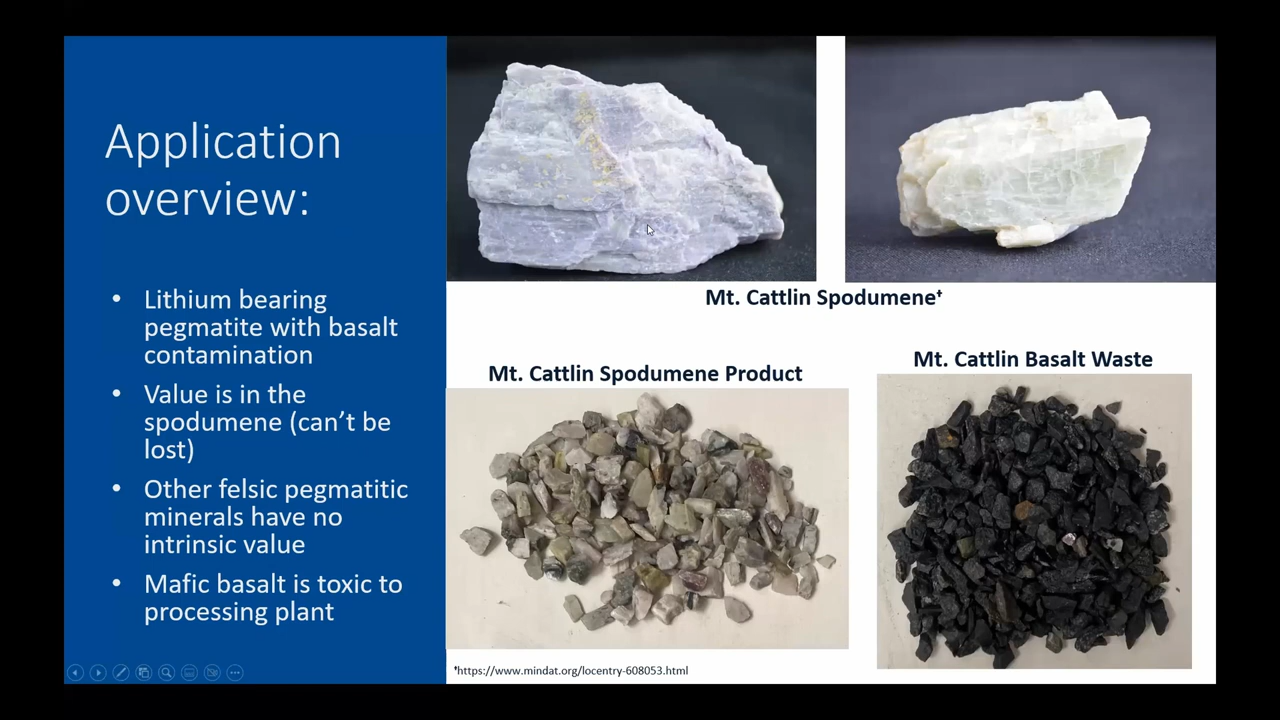 Application
overview:
• Lithium bearing
pegmatite with basalt
contamination
• Value is in the
spodumene (can’t be
lost)
• Other felsic pegmatitic
minerals have no
intrinsic value
• Mafic basalt is toxic to
processing plant
Mt. Cattlin Spodumene†
Mt. Cattlin Spodumene Product
Mt. Cattlin Basalt Waste
†https://www.mindat.org/locentry-608053.html